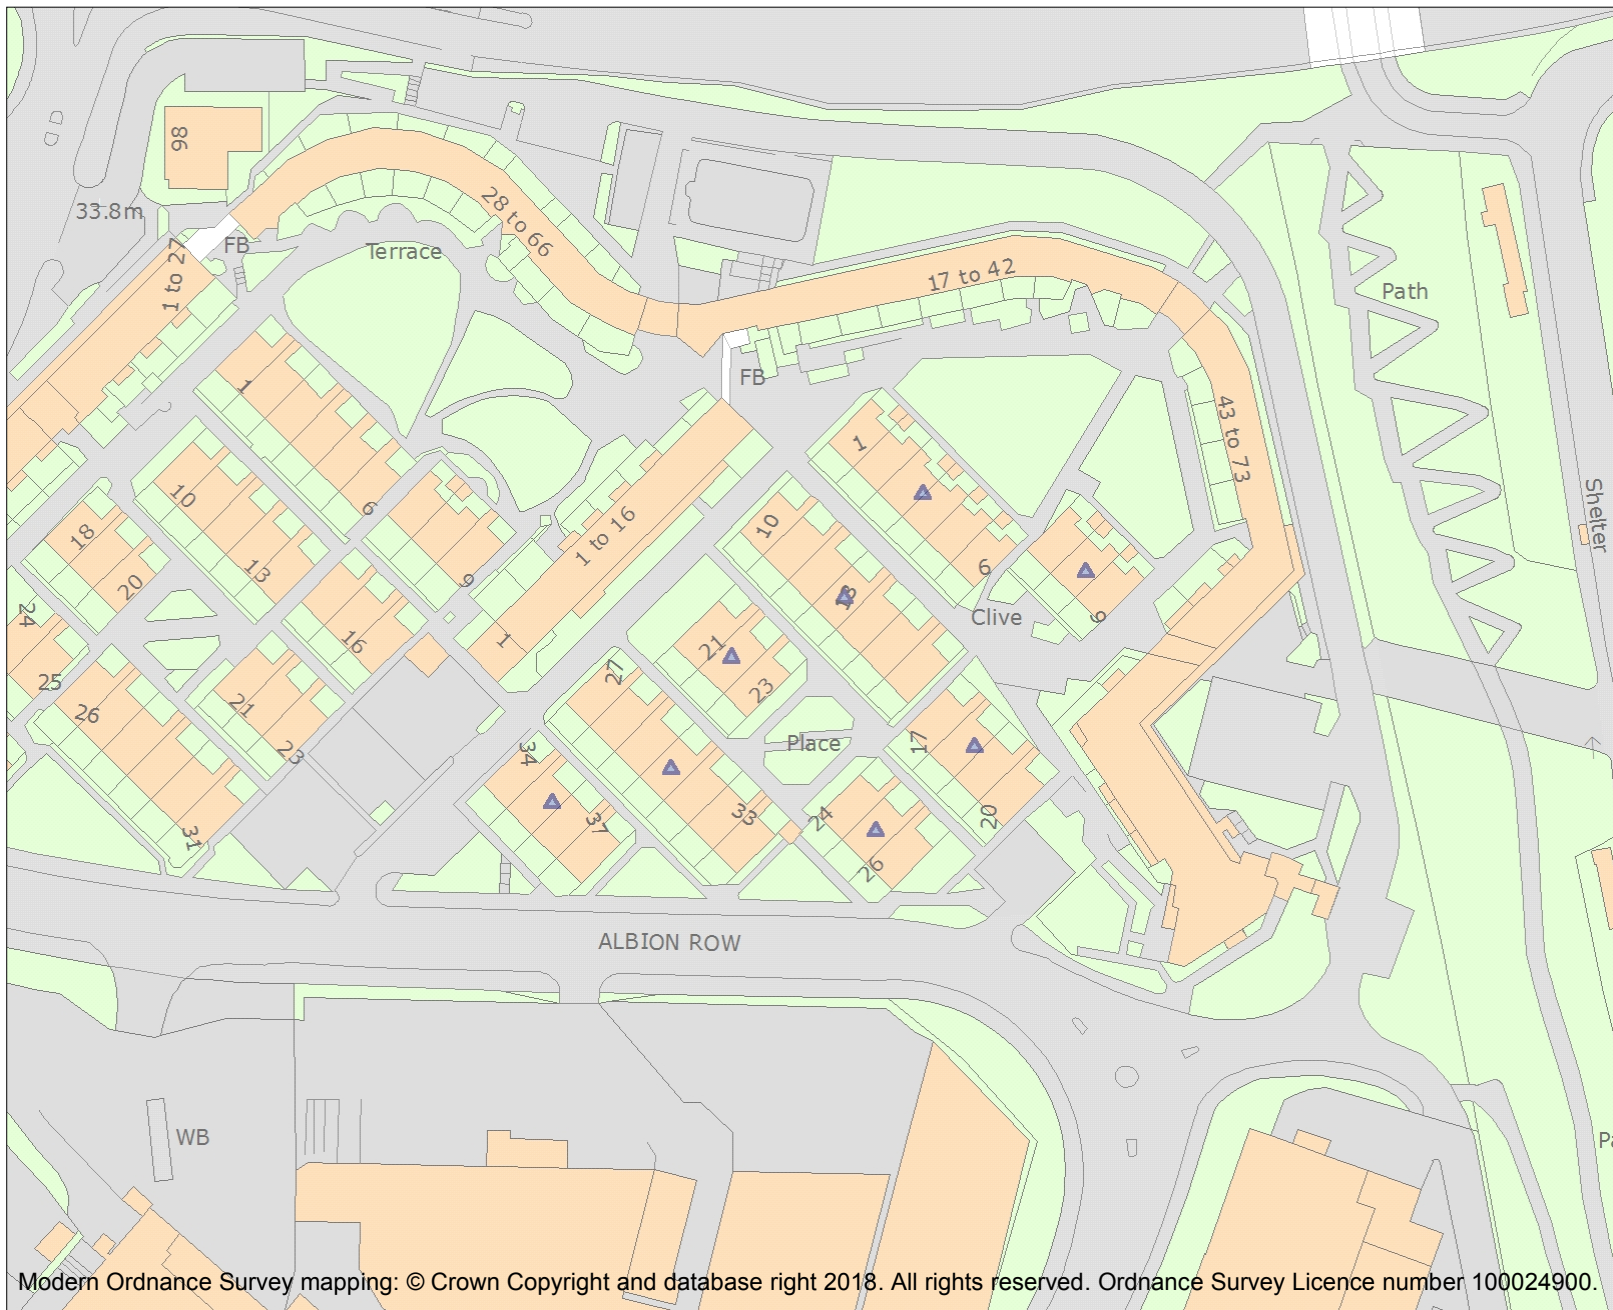 98
33.8m
FB
1 to 27
Terrace
28 to 66
17 to 42
Path
FB
43 to 73
Shelter
1
6
9
10
13
16
18
20
24
25
26
31
21
23
1 to 16
1
1
6
9
Clive
10
21
23
27
33
34
37
Place
17
20
24
26
ALBION ROW
WB
Modern Ordnance Survey mapping: © Crown Copyright and database right 2018. All rights reserved. Ordnance Survey Licence number 100024900.